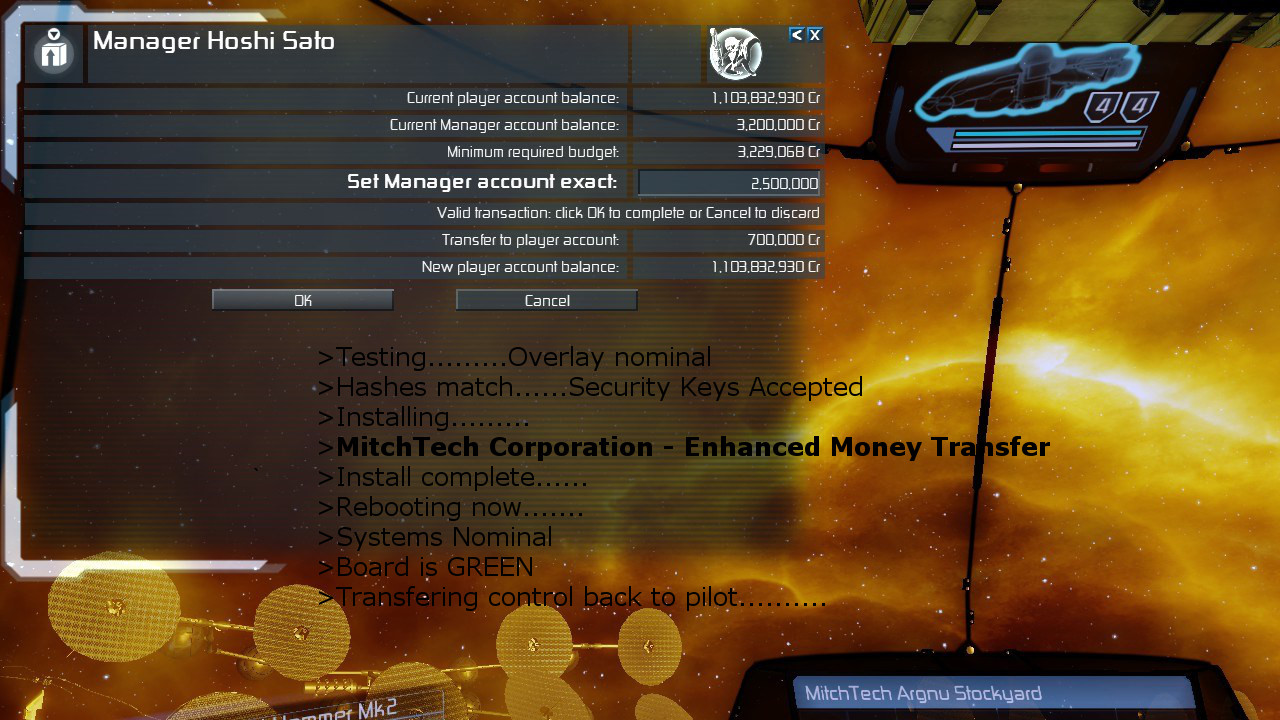 Manager Hoshi Sato
< X
Current player account balance: 1,103,832,930 Cr
Current Manager account balance: 3,200,000 Cr
Minimum required budget: 3,229,068 Cr
Set Manager account exact: 2,500,000
Valid transaction: click OK to complete or Cancel to discard
Transfer to player account: 700,000 Cr
New player account balance: 1,103,832,930 Cr
OK Cancel
4 4
>Testing.........Overlay nominal
>Hashes match......Security Keys Accepted
>Installing.........
>MitchTech Corporation - Enhanced Money Transfer
>Install complete......
>Rebooting now.......
>Systems Nominal
>Board is GREEN
>Transfering control back to pilot..........
MitchTech Argnu Stockyard
Hammer Mk2